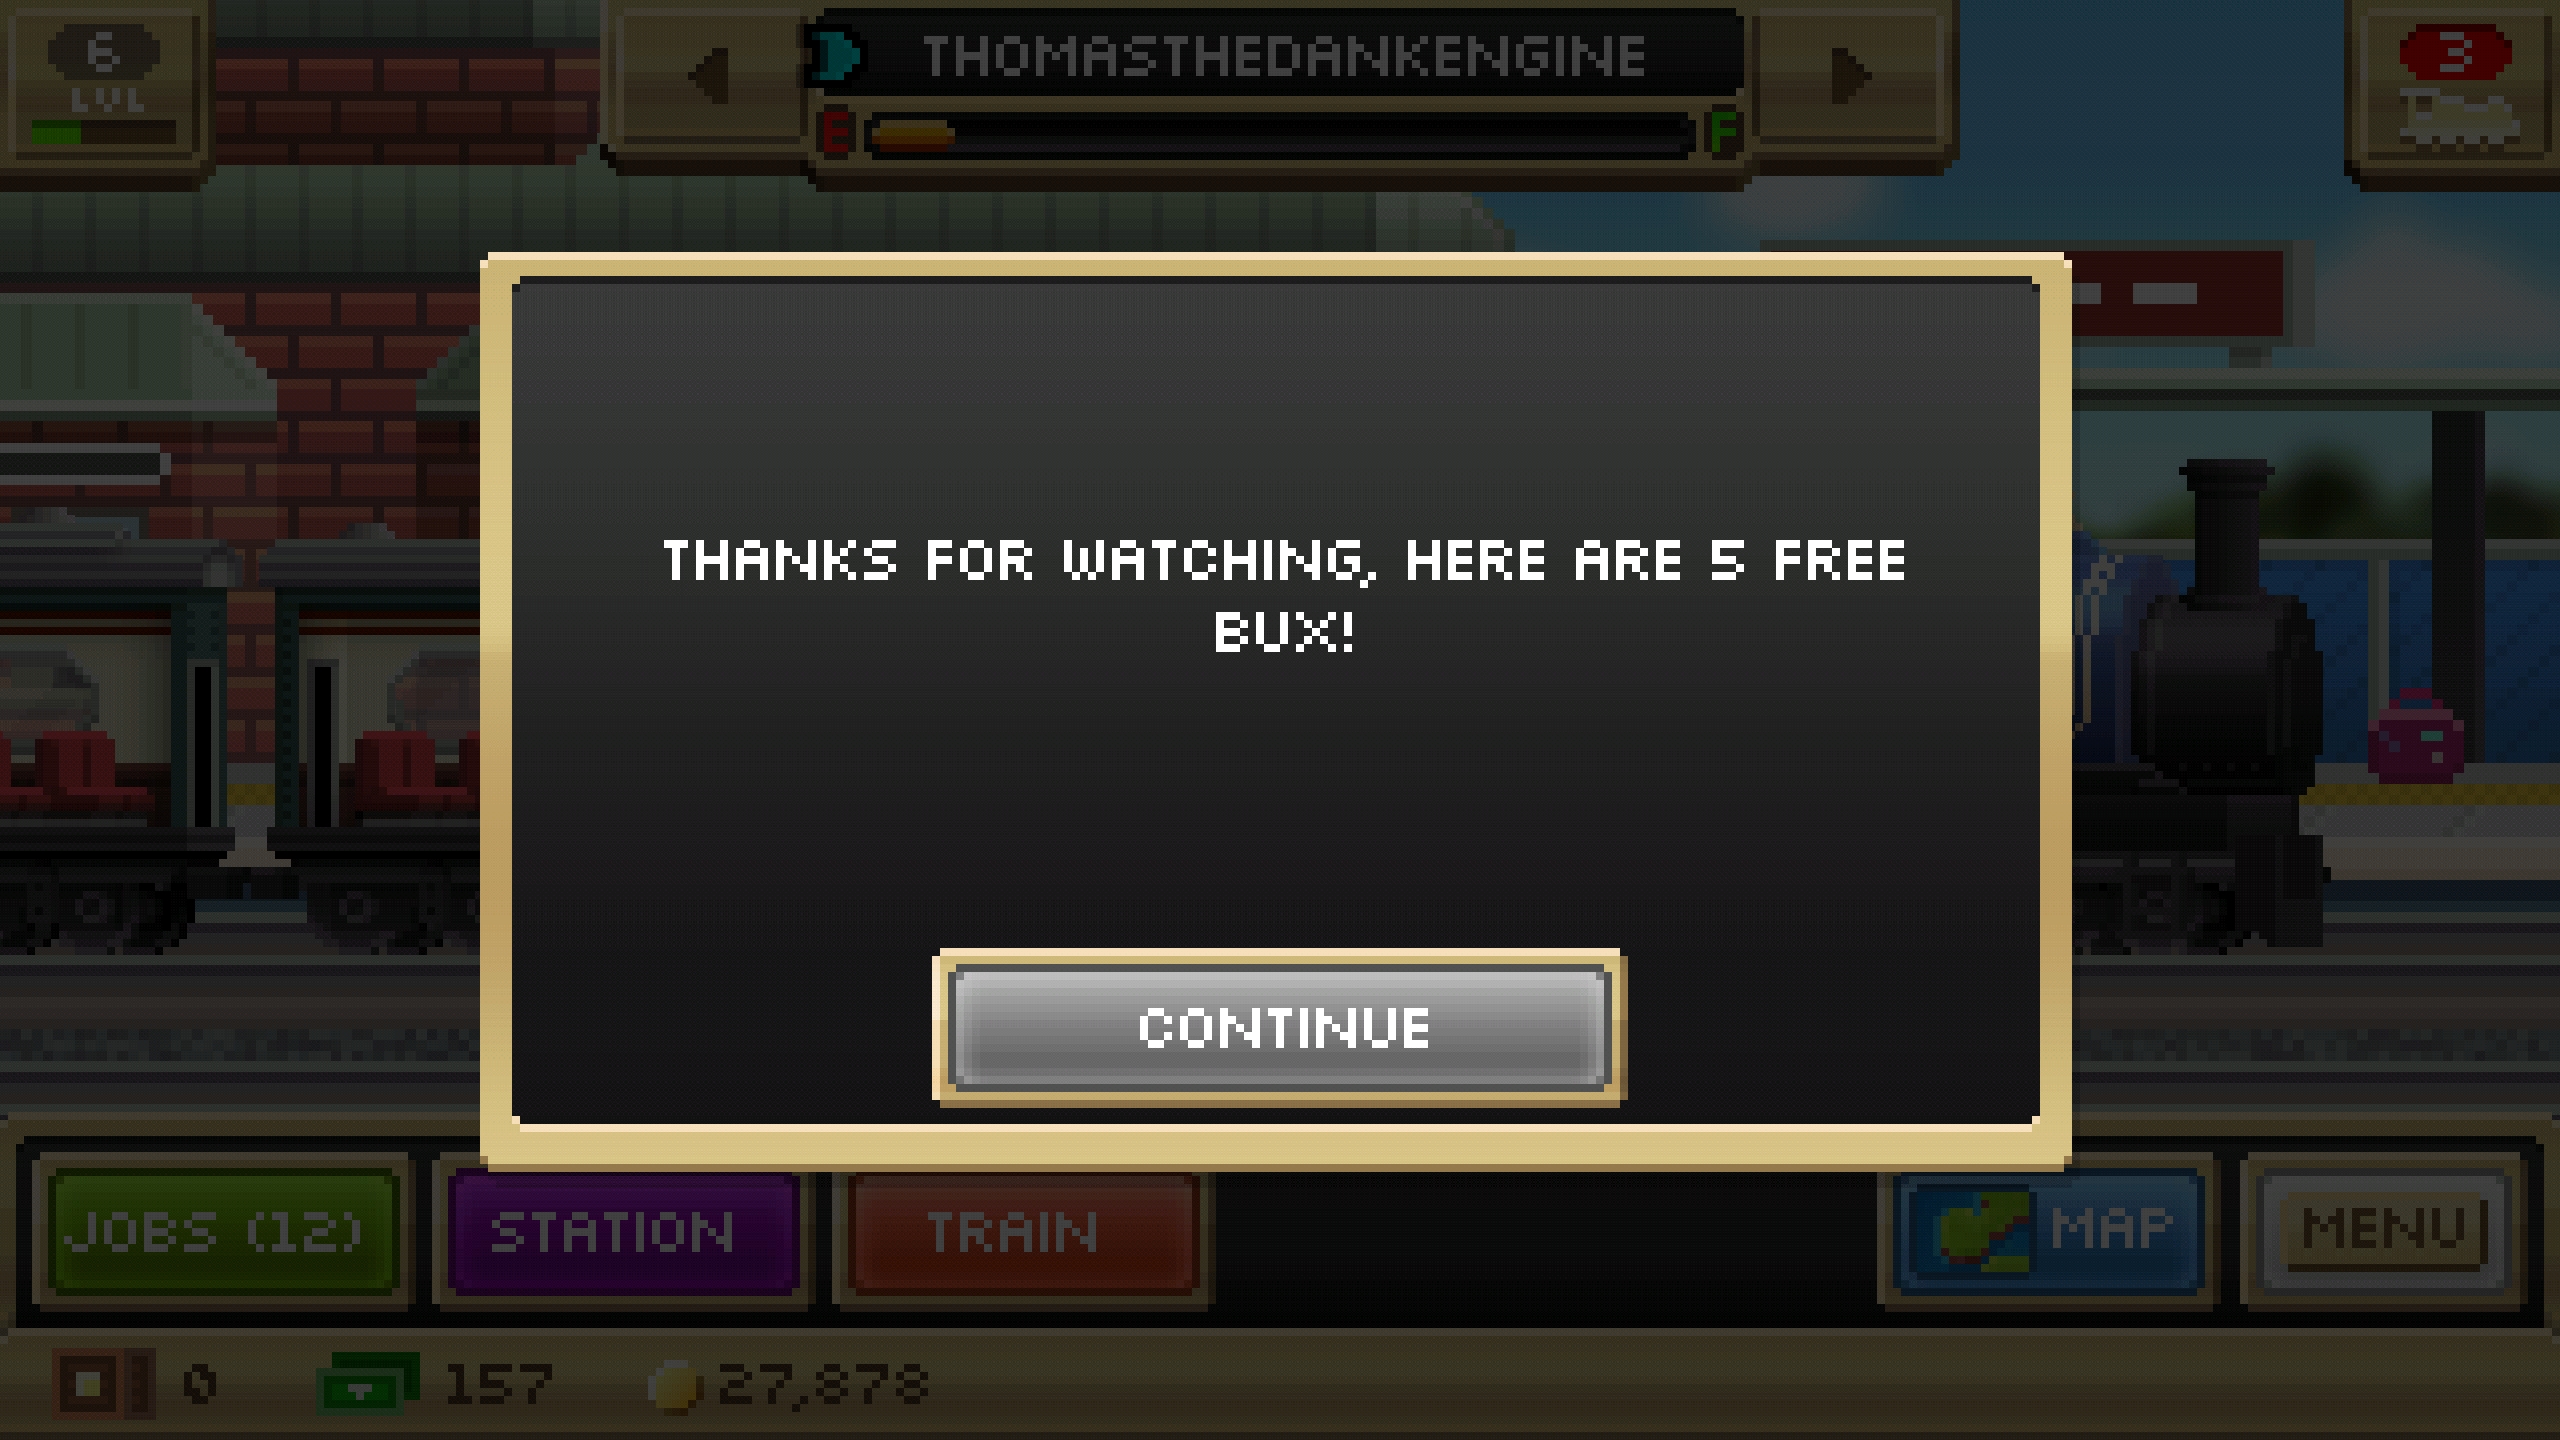 6
LVL
THOMASTHEDANKENGINE
E
F
3
THANKS FOR WATCHING, HERE ARE 5 FREE
BUX!
CONTINUE
JOBS (12)
STATION
TRAIN
MAP
MENU
0
157
27,878